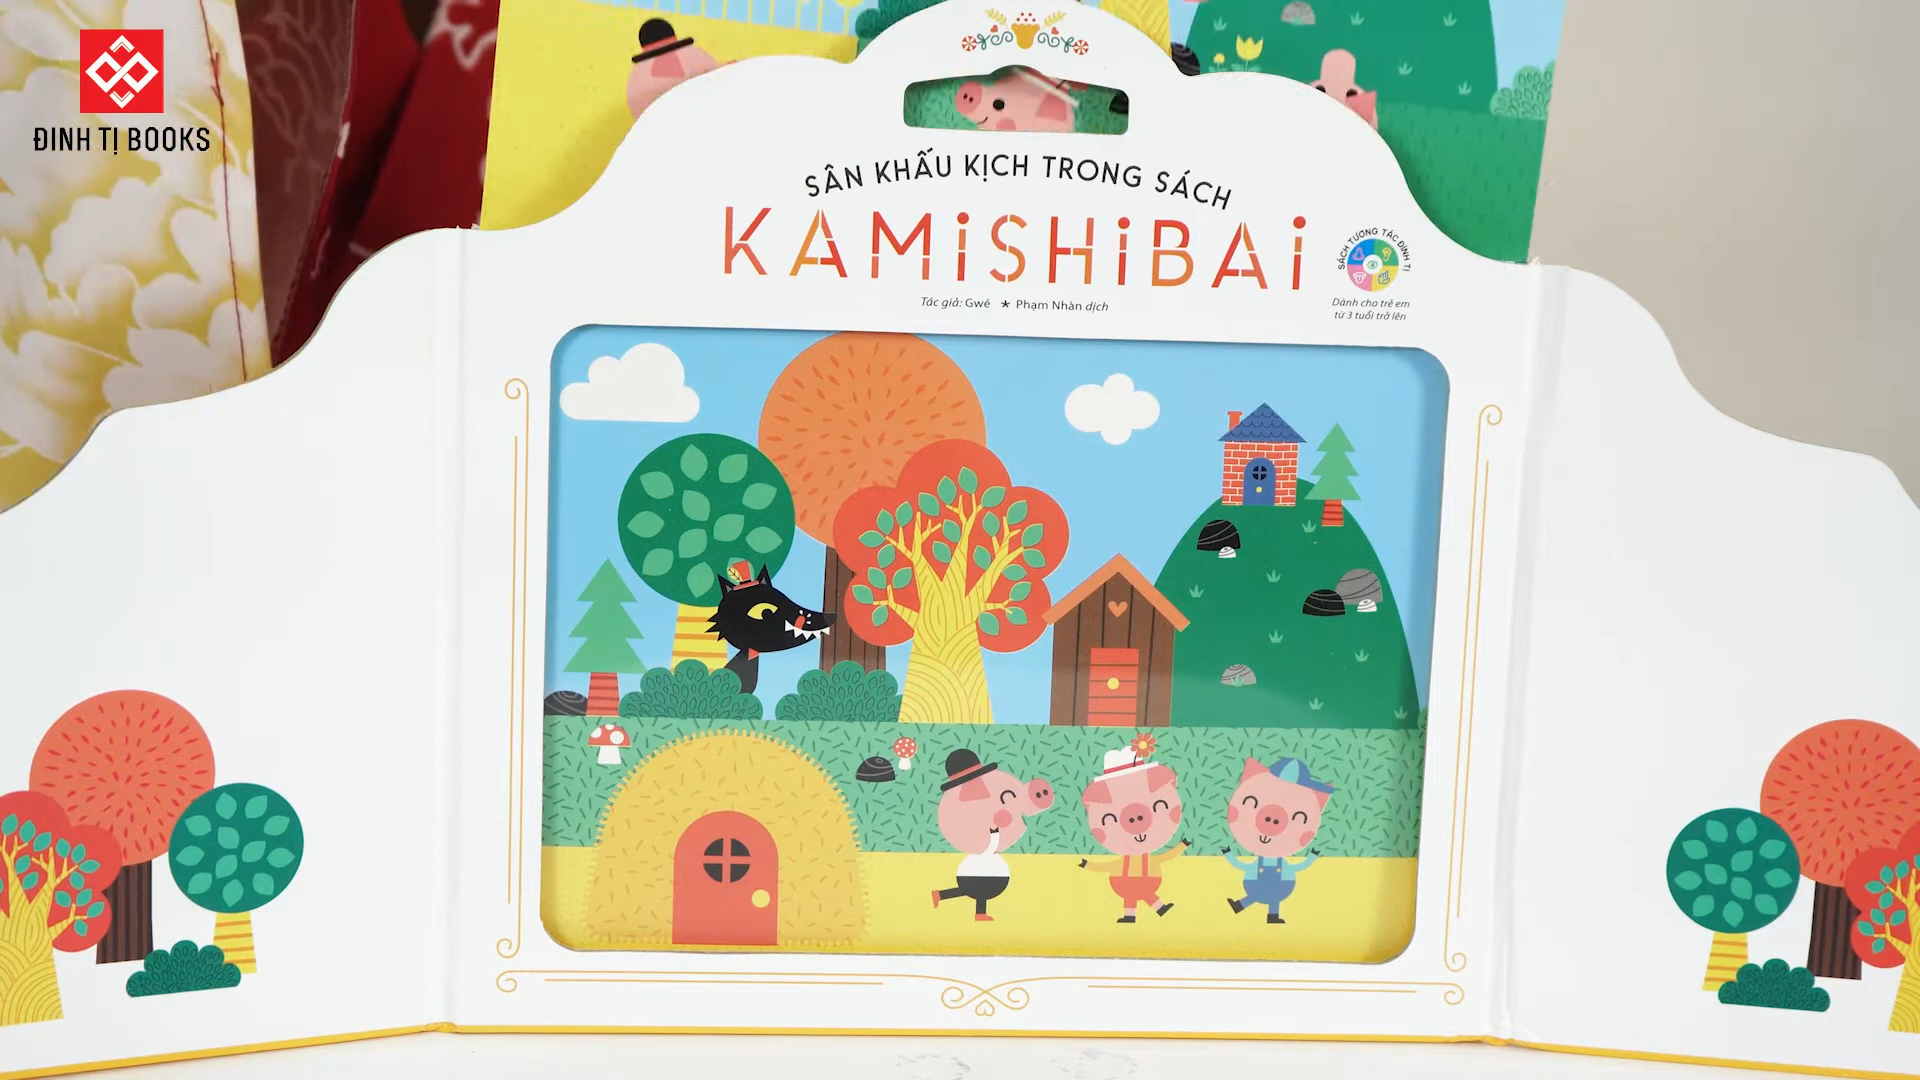 ĐINH TỊ BOOKS
SÂN KHẤU KỊCH TRONG SÁCH
KAMiSHiBAi
Tác giả: Gwé * Phạm Nhàn dịch
SÁCH TƯƠNG TÁC ĐINH TỊ
Dành cho trẻ em
từ 3 tuổi trở lên